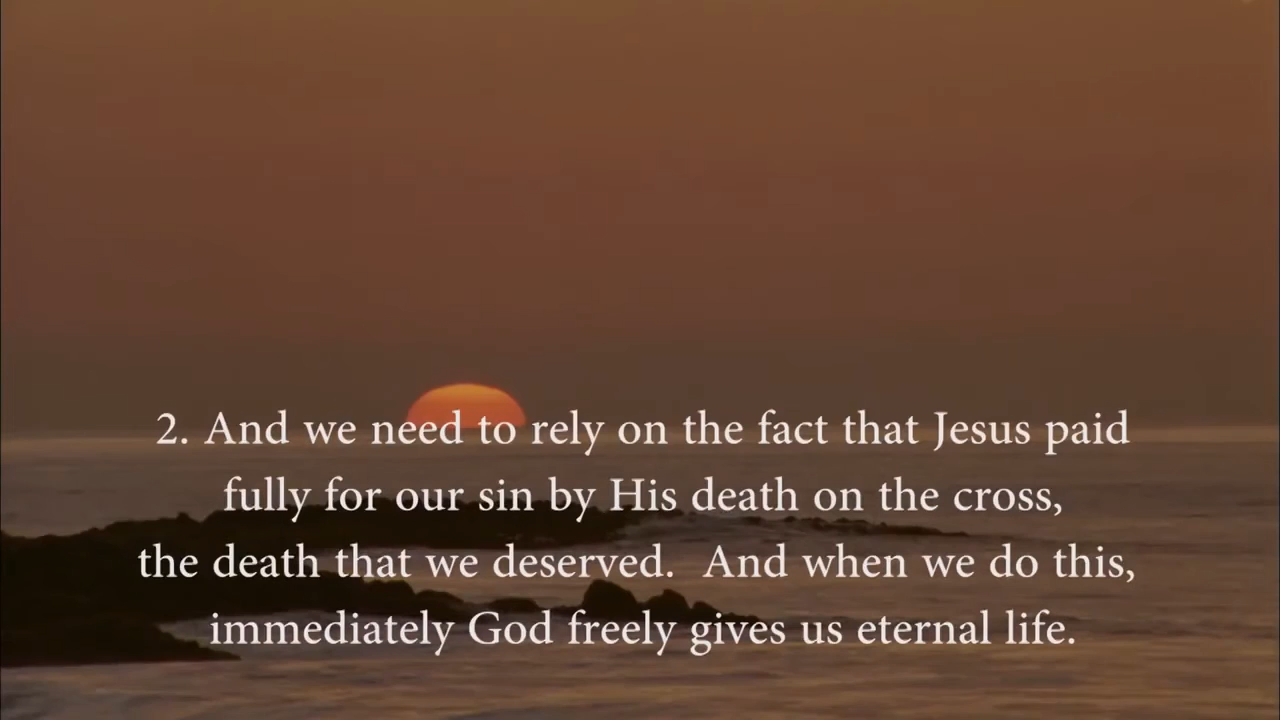 2. And we need to rely on the fact that Jesus paid
fully for our sin by His death on the cross,
the death that we deserved.  And when we do this,
immediately God freely gives us eternal life.